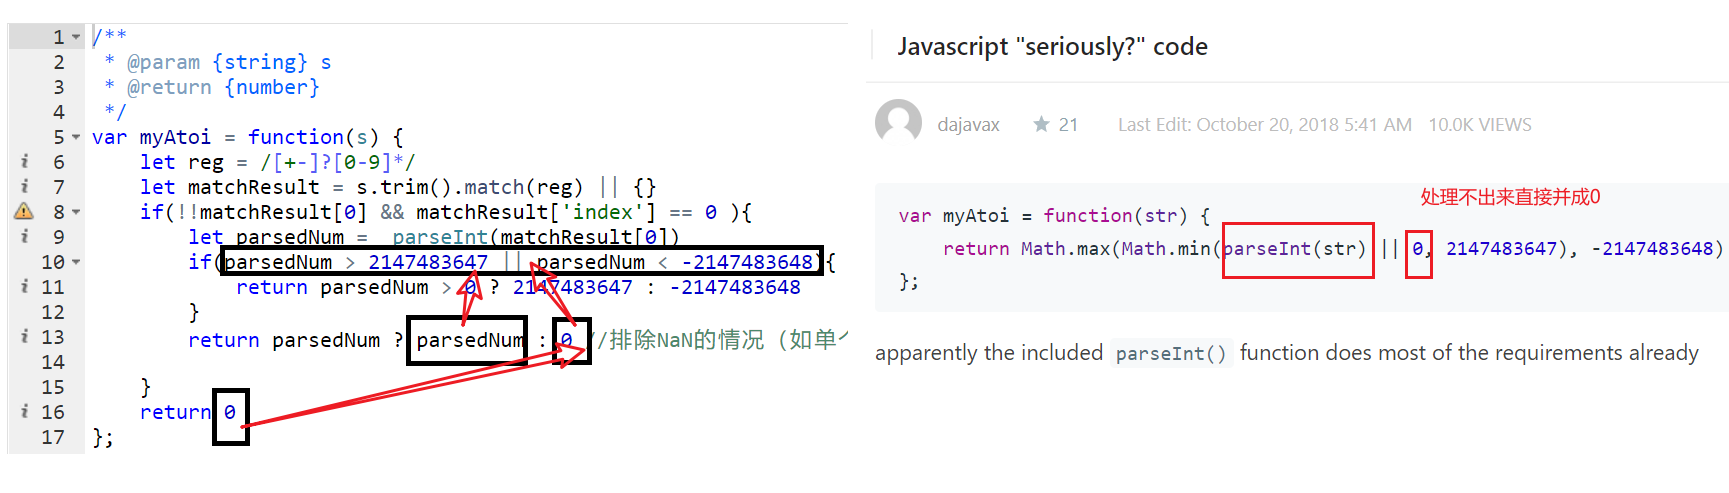 1 /**
2 * @param {string} s
3 * @return {number}
4 */
5 var myAtoi = function(s) {
6 let reg = /[+-]?[0-9]*/
7 let matchResult = s.trim().match(reg) || {}
8 if(!!matchResult[0] && matchResult['index'] == 0 ){
9 let parsedNum = parseInt(matchResult[0])
10 if(parsedNum > 2147483647 || parsedNum < -2147483648){
11 return parsedNum > 0 ? 2147483647 : -2147483648
12 }
13 return parsedNum ? parsedNum : 0 //排除NaN的情况（如单
14
15 }
16 return 0
17 };
Javascript "seriously?" code
dajavax ★ 21 Last Edit: October 20, 2018 5:41 AM 10.0K VIEWS
处理不出来直接并成0
var myAtoi = function(str) {
return Math.max(Math.min(parseInt(str) || 0, 2147483647), -2147483648)
};
apparently the included parseInt() function does most of the requirements already